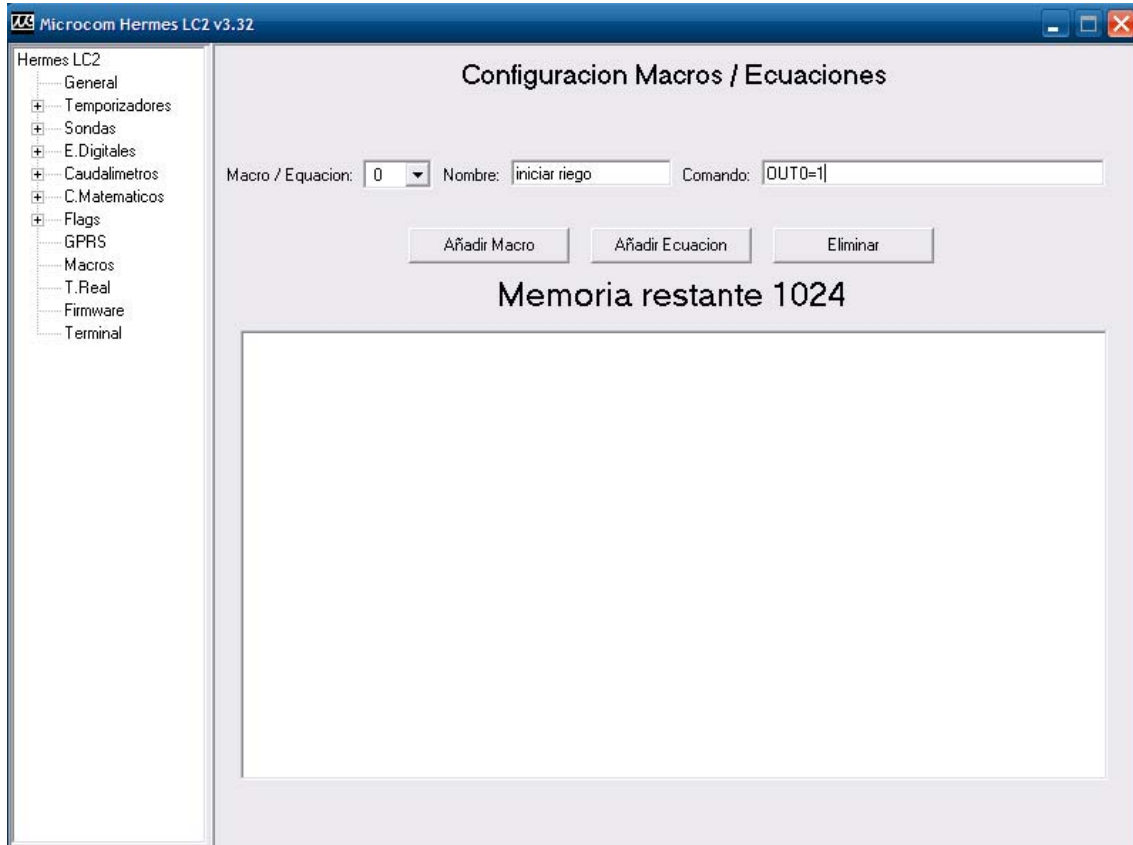 Microcom Hermes LC2 v3.32
Hermes LC2
General
Temporizadores
Sondas
E.Digitales
Caudalimetros
C.Matematicos
Flags
GPRS
Macros
T.Real
Firmware
Terminal
Configuracion Macros / Ecuaciones
Macro / Equacion: 0 Nombre: iniciar riego Comando: OUT0=1
Añadir Macro Añadir Ecuacion Eliminar
Memoria restante 1024